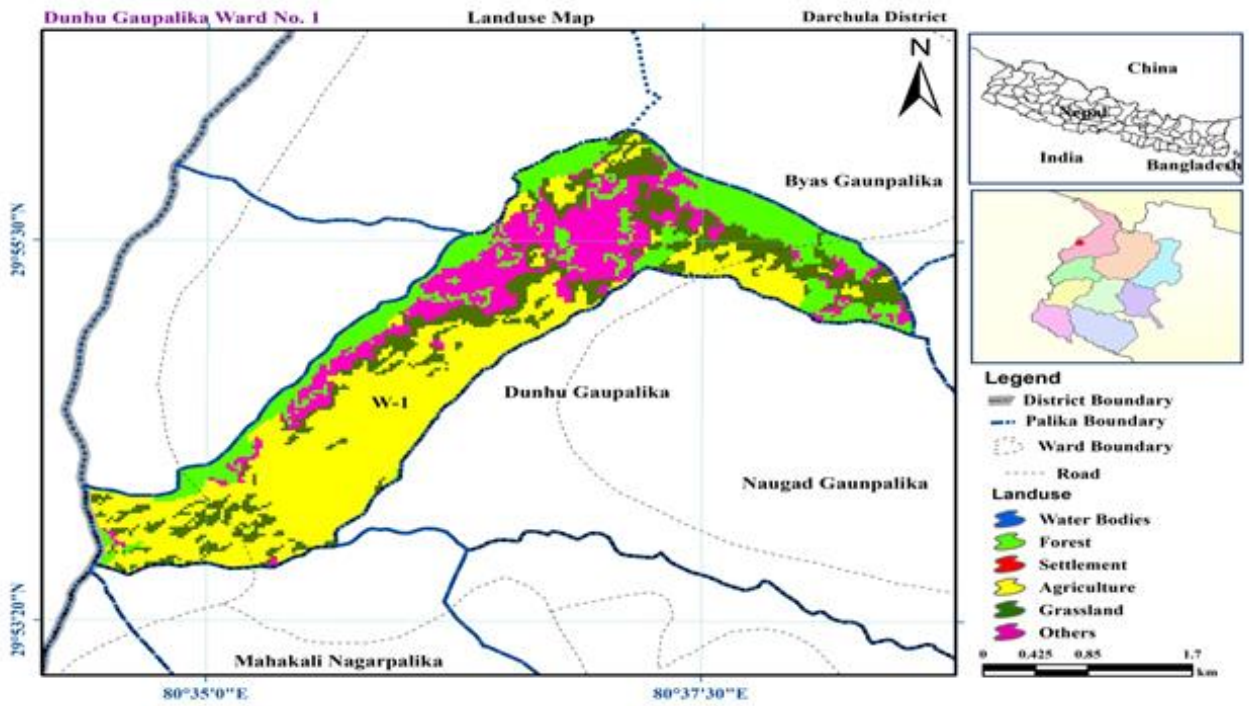 Dunhu Gaupalika Ward No. 1 Landuse Map Darchula District
N
Byas Gaunpalika
29°55'30"N
W-1
Dunhu Gaupalika
Naugad Gaunpalika
29°53'20"N
Mahakali Nagarpalika
80°35'0"E 80°37'30"E
China
Nepal
India
Bangladesh
Legend
District Boundary
Palika Boundary
Ward Boundary
Road
Landuse
Water Bodies
Forest
Settlement
Agriculture
Grassland
Others
0 0.425 0.85 1.7
km